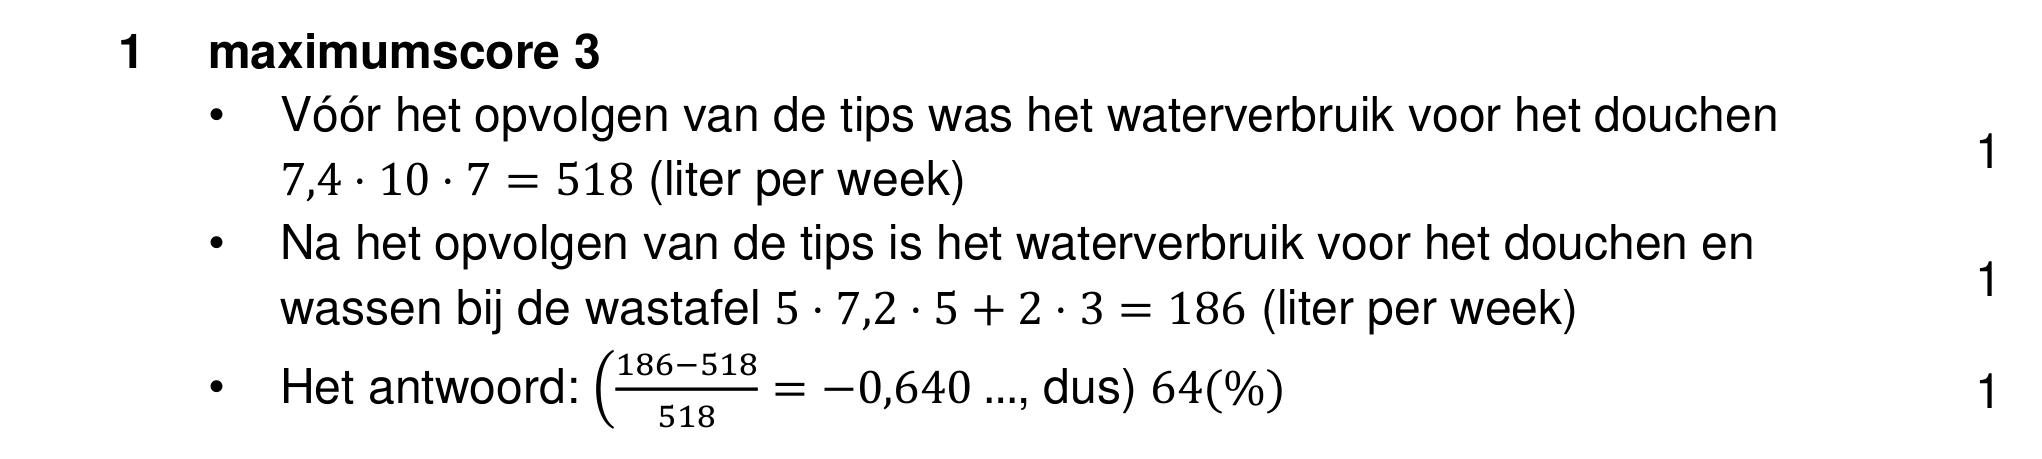 1 maximumscore 3
• Vóór het opvolgen van de tips was het waterverbruik voor het douchen
7,4 · 10 · 7 = 518 (liter per week) 1
• Na het opvolgen van de tips is het waterverbruik voor het douchen en
wassen bij de wastafel 5 · 7,2 · 5 + 2 · 3 = 186 (liter per week) 1
• Het antwoord: (\frac{186−518}{518} = −0,640 ..., dus) 64(%) 1